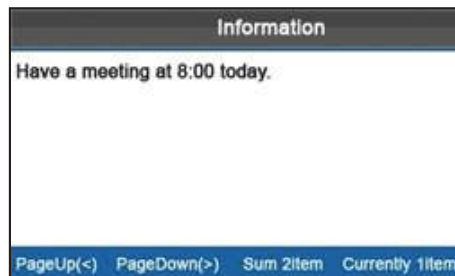 Information
Have a meeting at 8:00 today.
PageUp(<) PageDown(>) Sum 2Item Currently 1Item